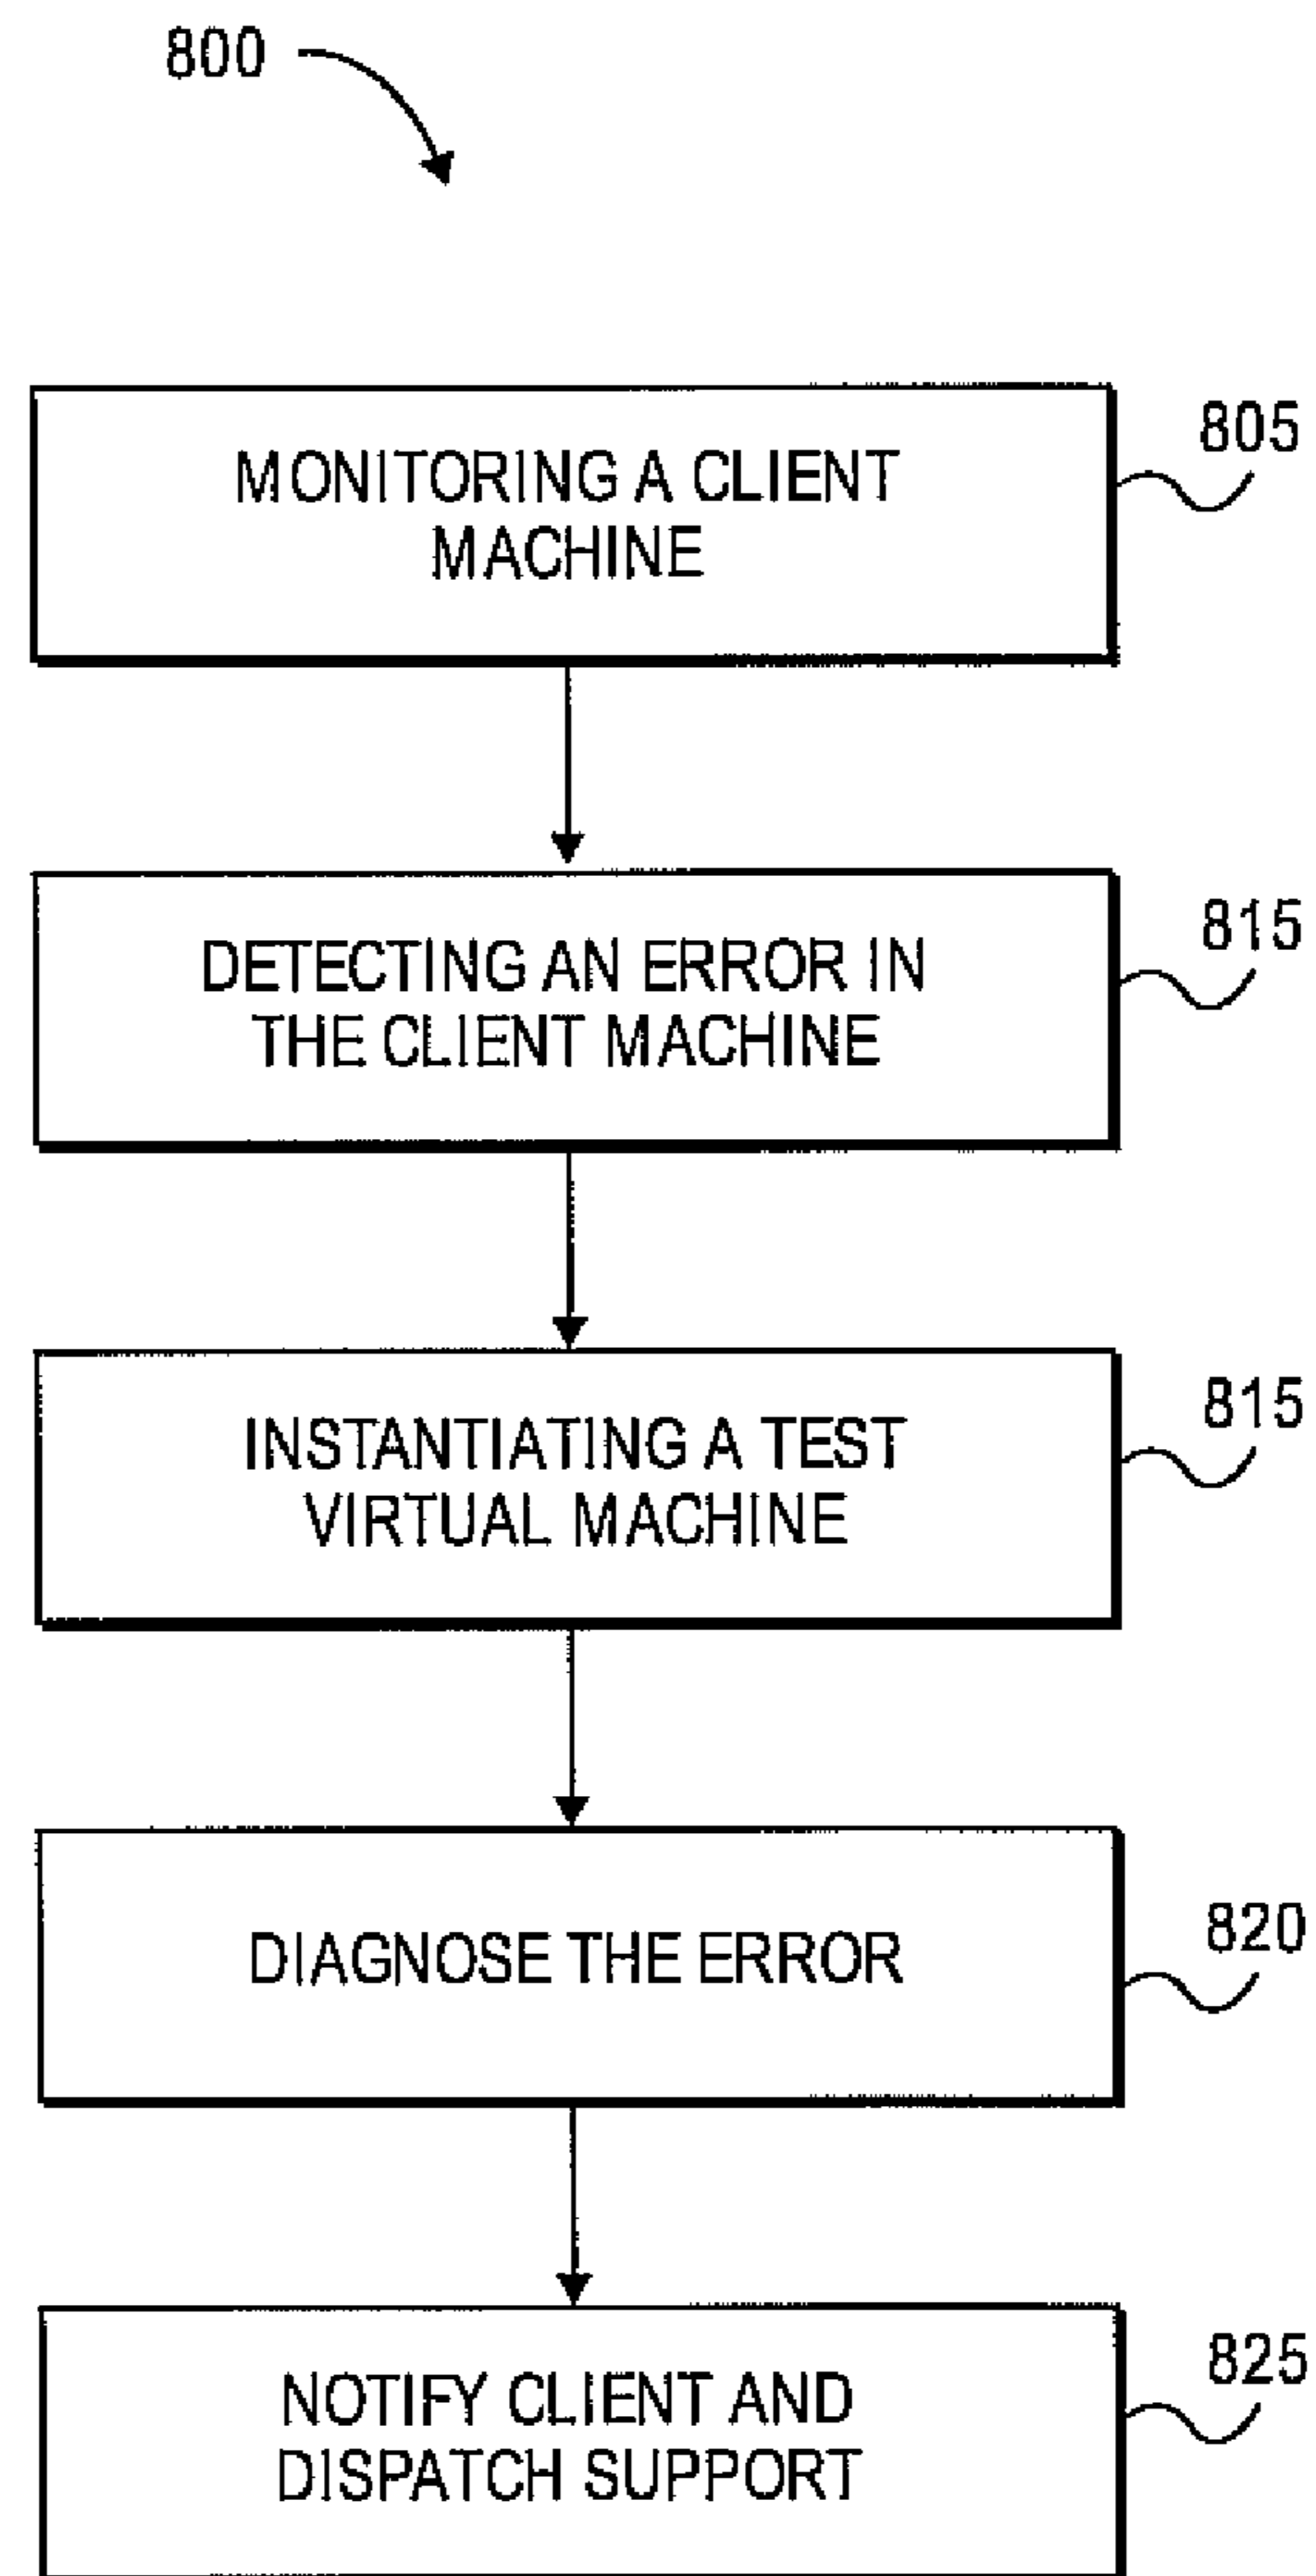 800
MONITORING A CLIENT
MACHINE
805
DETECTING AN ERROR IN
THE CLIENT MACHINE
815
INSTANTIATING A TEST
VIRTUAL MACHINE
815
DIAGNOSE THE ERROR
820
NOTIFY CLIENT AND
DISPATCH SUPPORT
825